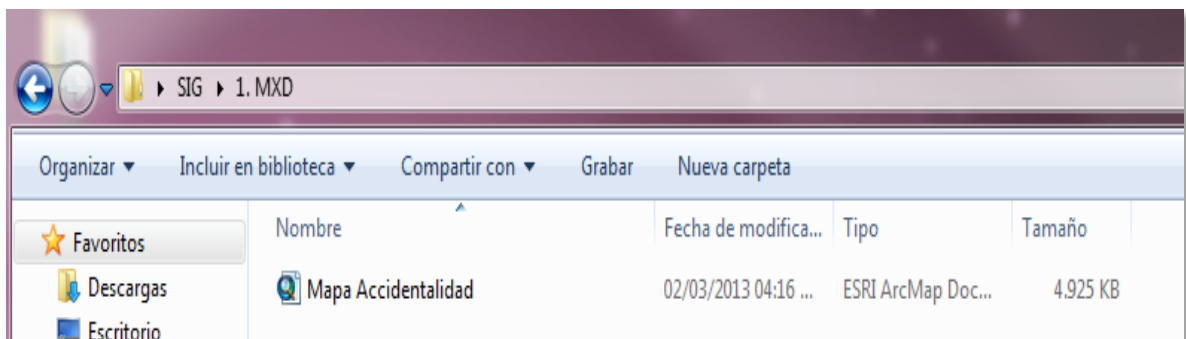 SIG ▸ 1. MXD
Organizar ▾ Incluir en biblioteca ▾ Compartir con ▾ Grabar Nueva carpeta
Favoritos
Descargas
Escritorio
Nombre Fecha de modifica... Tipo Tamaño
Mapa Accidentalidad 02/03/2013 04:16 ... ESRI ArcMap Doc... 4.925 KB